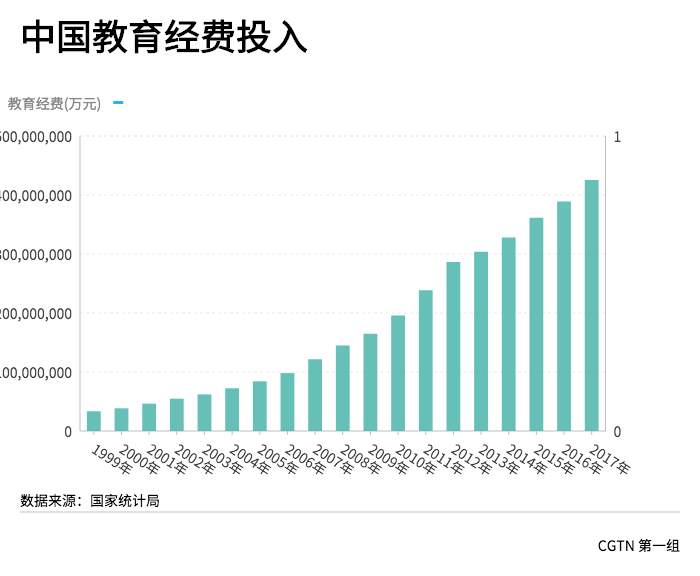 中国教育经费投入
教育经费(万元)
500,000,000
400,000,000
300,000,000
200,000,000
100,000,000
0
1
0
1999年
2000年
2001年
2002年
2003年
2004年
2005年
2006年
2007年
2008年
2009年
2010年
2011年
2012年
2013年
2014年
2015年
2016年
2017年
数据来源：国家统计局
CGTN 第一组